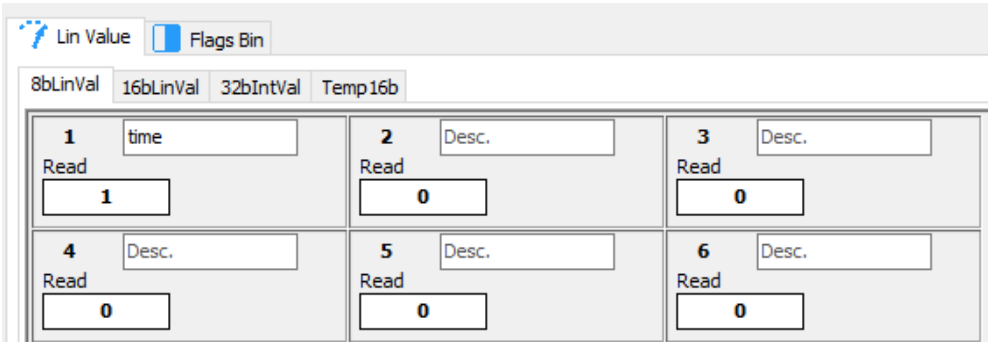 Lin Value Flags Bin
8bLinVal 16bLinVal 32bIntVal Temp16b
1 time 2 Desc. 3 Desc.
Read Read Read
1 0 0
4 Desc. 5 Desc. 6 Desc.
Read Read Read
0 0 0